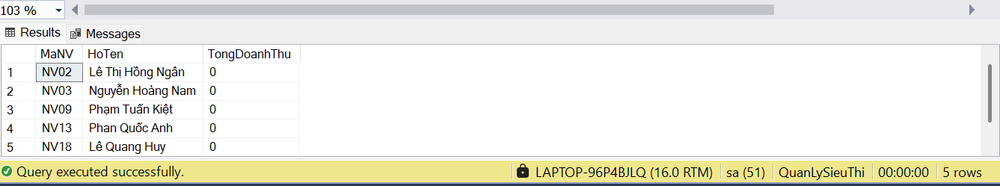 103 %
Results Messages
MaNV HoTen TongDoanhThu
1 NV02 Lê Thị Hồng Ngân 0
2 NV03 Nguyễn Hoàng Nam 0
3 NV09 Phạm Tuấn Kiệt 0
4 NV13 Phan Quốc Anh 0
5 NV18 Lê Quang Huy 0
Query executed successfully. LAPTOP-96P4BJLQ (16.0 RTM) sa (51) QuanLySieuThi 00:00:00 5 rows